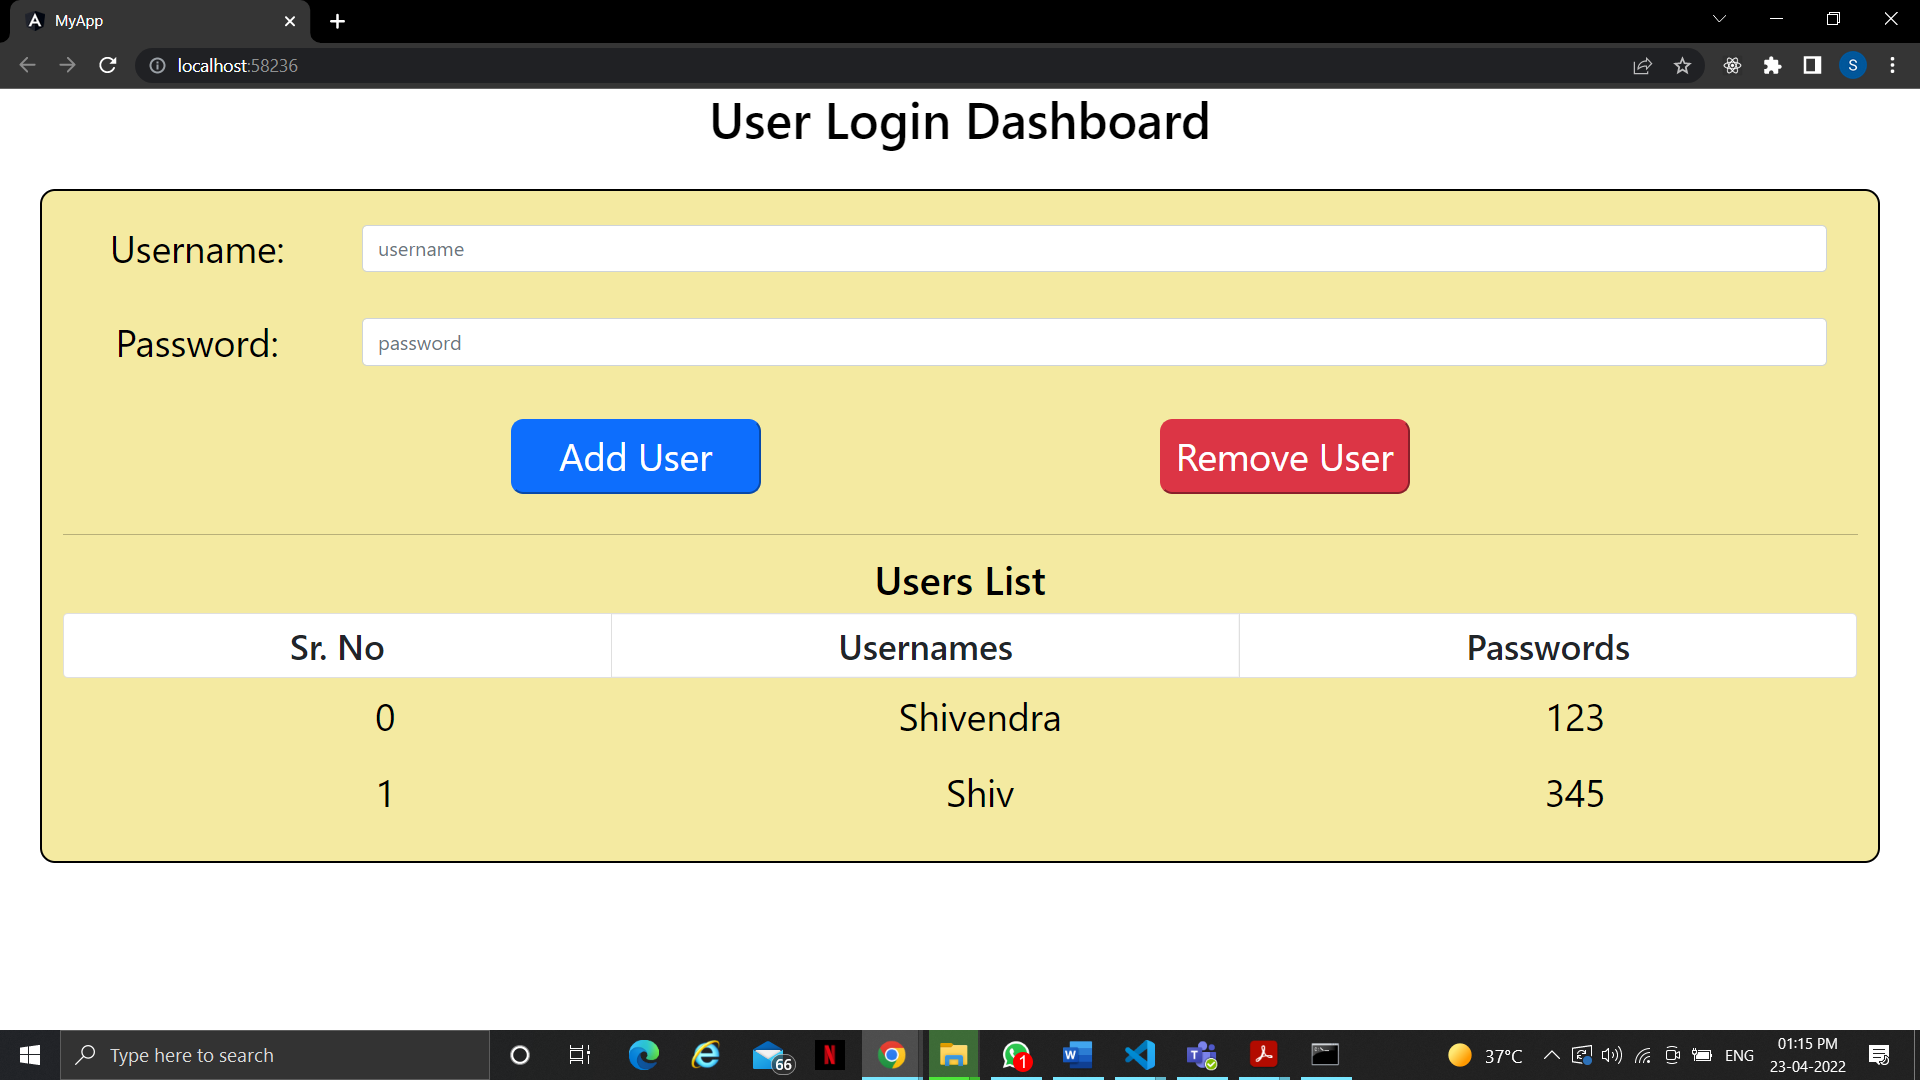 MyApp
localhost:58236
S
User Login Dashboard
Username:
username
Password:
password
Add User
Remove User
Users List
Sr. No Usernames Passwords
0 Shivendra 123
1 Shiv 345
Type here to search
66
N
1
W
37°C
ENG
01:15 PM
23-04-2022